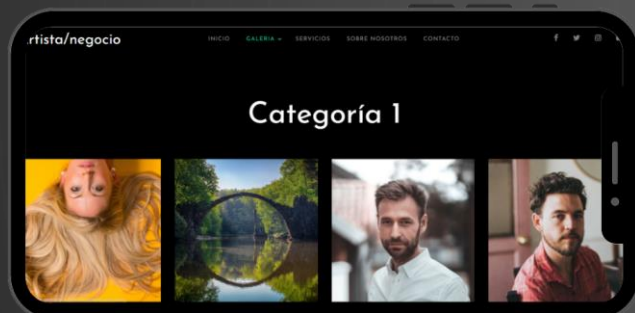 rtista/negocio
INICIO GALERIA SERVICIOS SOBRE NOSOTROS CONTACTO
Categoría 1